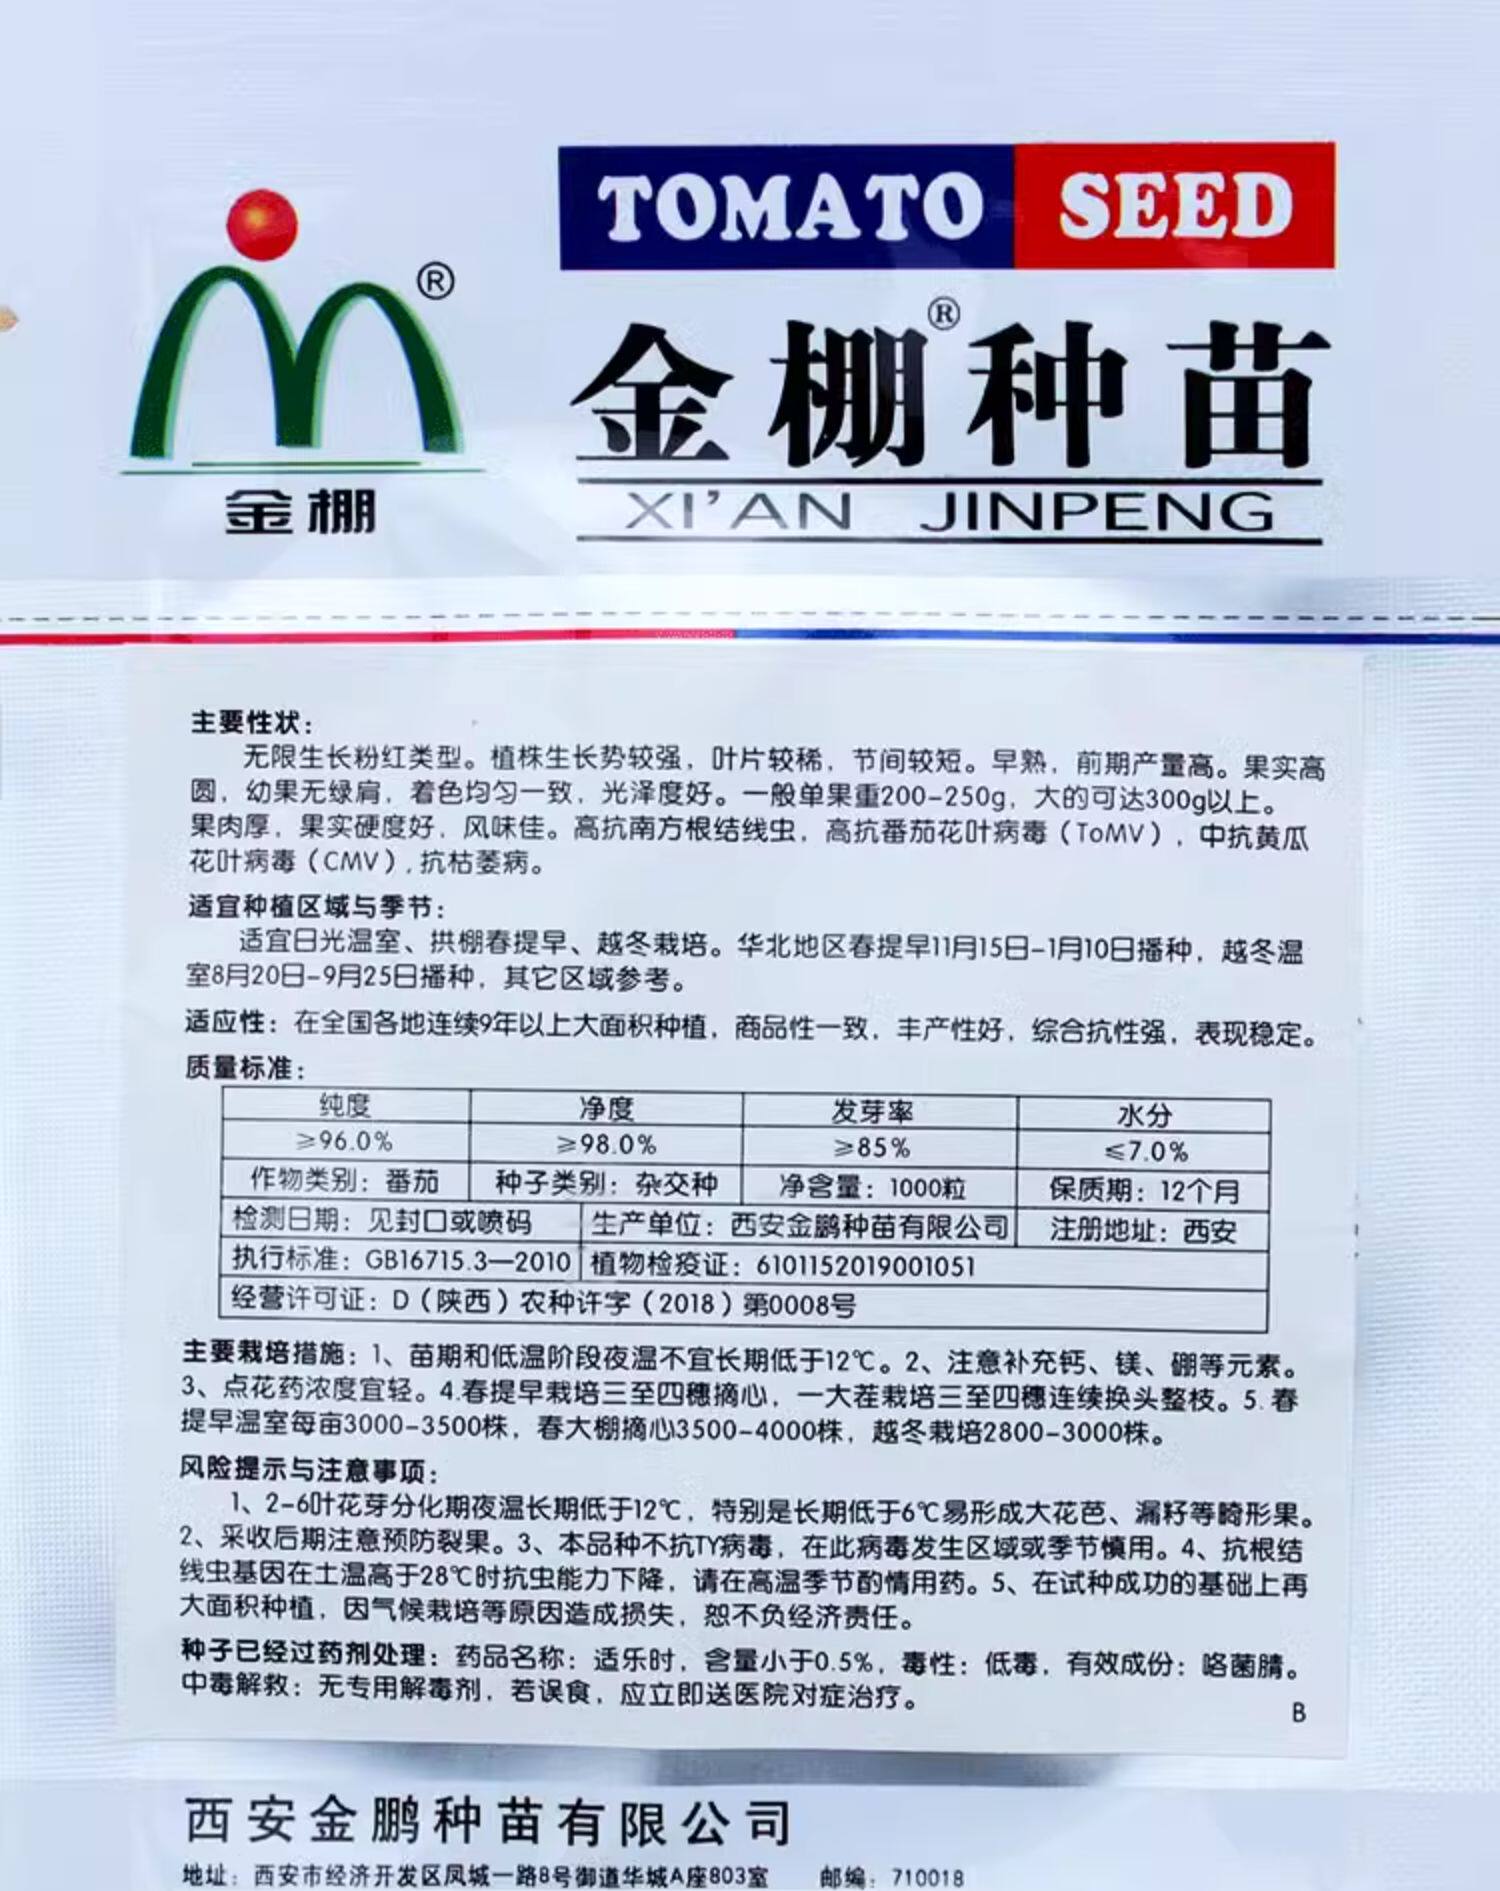 TOMATO SEED
®
金棚®种苗
XI'AN JINPENG
金棚
主要性状：
无限生长粉红类型。植株生长势较强，叶片较稀，节间较短。早熟，前期产量高。果实高
圆，幼果无绿肩，着色均匀一致，光泽度好。一般单果重200-250g，大的可达300g以上。
果肉厚，果实硬度好，风味佳。高抗南方根结线虫，高抗番茄花叶病毒（ToMV），中抗黄瓜
花叶病毒（CMV）,抗枯萎病。
适宜种植区域与季节：
适宜日光温室、拱棚春提早、越冬栽培。华北地区春提早11月15日-1月10日播种，越冬温
室8月20日-9月25日播种，其它区域参考。
适应性：在全国各地连续9年以上大面积种植，商品性一致，丰产性好，综合抗性强，表现稳定。
质量标准：
纯度 净度 发芽率 水分
≥96.0% ≥98.0% ≥85% ≤7.0%
作物类别：番茄 种子类别：杂交种 净含量：1000粒 保质期：12个月
检测日期：见封口或喷码 生产单位：西安金鹏种苗有限公司 注册地址：西安
执行标准：GB16715.3—2010 植物检疫证：6101152019001051
经营许可证：D（陕西）农种许字（2018）第0008号
主要栽培措施：1、苗期和低温阶段夜温不宜长期低于12℃。2、注意补充钙、镁、硼等元素。
3、点花药浓度宜轻。4.春提早栽培三至四穗摘心，一大茬栽培三至四穗连续换头整枝。5.春
提早温室每亩3000-3500株，春大棚摘心3500-4000株，越冬栽培2800-3000株。
风险提示与注意事项：
1、2-6叶花芽分化期夜温长期低于12℃，特别是长期低于6℃易形成大花芭、漏籽等畸形果。
2、采收后期注意预防裂果。3、本品种不抗TY病毒，在此病毒发生区域或季节慎用。4、抗根结
线虫基因在土温高于28℃时抗虫能力下降，请在高温季节酌情用药。5、在试种成功的基础上再
大面积种植，因气候栽培等原因造成损失，恕不负经济责任。
种子已经过药剂处理：药品名称：适乐时，含量小于0.5%，毒性：低毒，有效成份：咯菌腈。
中毒解救：无专用解毒剂，若误食，应立即送医院对症治疗。
B
西安金鹏种苗有限公司
地址：西安市经济开发区凤城一路8号御道华城A座803室 邮编：710018